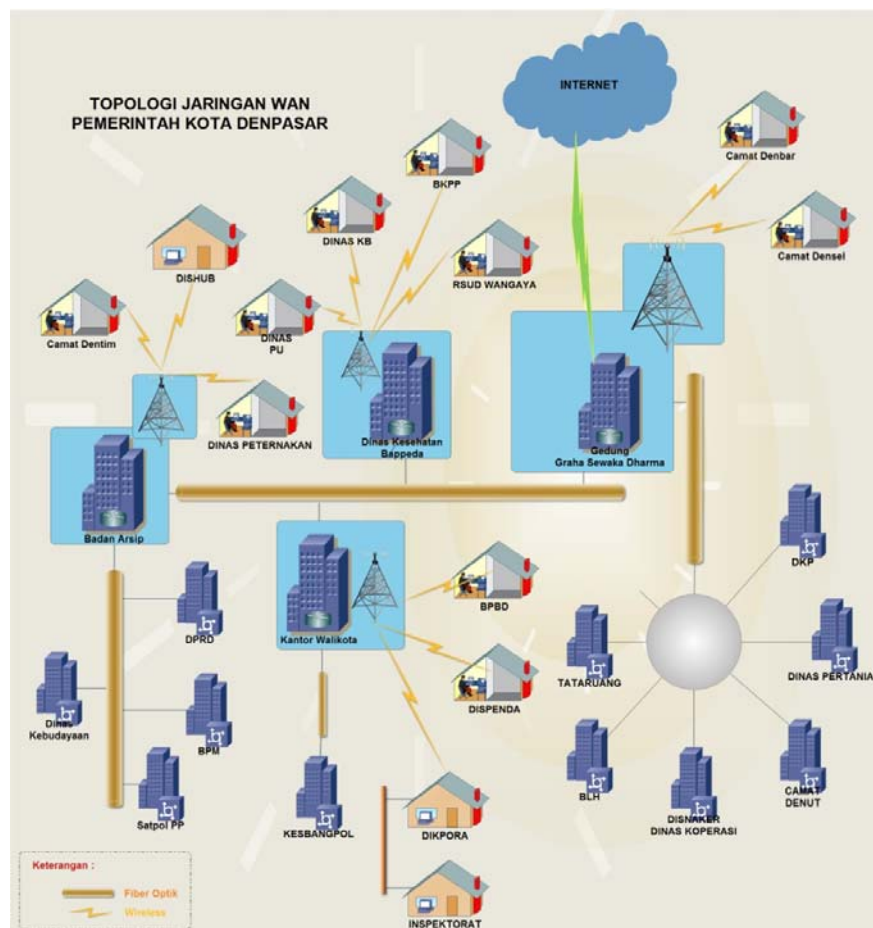 TOPOLOGI JARINGAN WAN
PEMERINTAH KOTA DENPASAR
INTERNET
Camat Denbar
BKPP
DINAS KB
Camat Densel
DISHUB
RSUD WANGAYA
Camat Dentim
DINAS
PU
DINAS PETERNAKAN
Dinas Kesehatan
Bappeda
Gedung
Graha Sewaka Dharma
Badan Arsip
DKP
BPBD
Kantor Walikota
DPRD
TATARUANG
DINAS PERTANIA
DISPENDA
Dinas
Kebudayaan
BPM
BLH
CAMAT
DENUT
Satpol PP
KESBANGPOL
DIKPORA
DISNAKER
DINAS KOPERASI
INSPEKTORAT
Keterangan :
Fiber Optik
Wireless